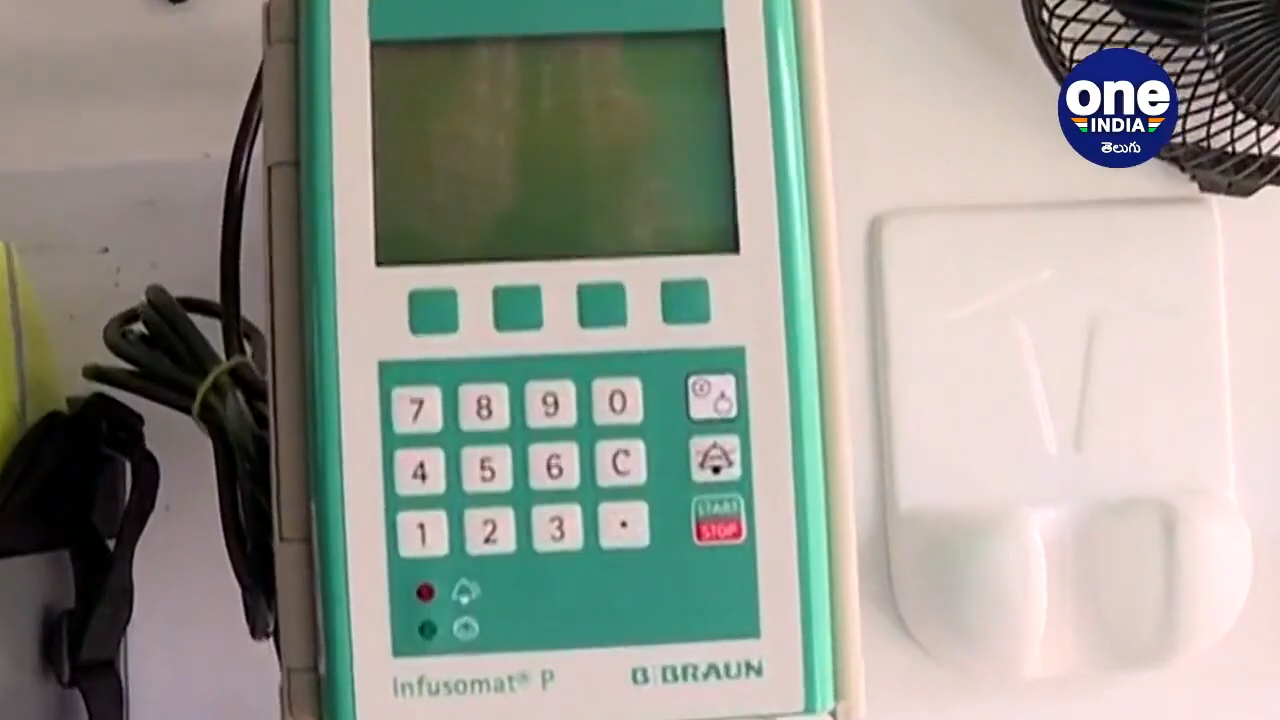 one
INDIA
తెలుగు
7 8 9 0
4 5 6 C
1 2 3 .
START
STOP
Infusomat® P
B|BRAUN